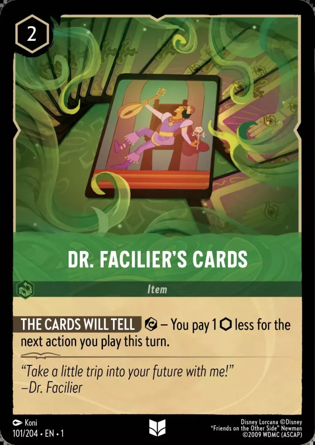 2
DR. FACILIER'S CARDS
Item
THE CARDS WILL TELL – You pay 1 less for the
next action you play this turn.
“Take a little trip into your future with me!”
–Dr. Facilier
Koni
101/204 • EN • 1
Disney Lorcana ©Disney
"Friends on the Other Side" Newman
©2009 WDMC (ASCAP)